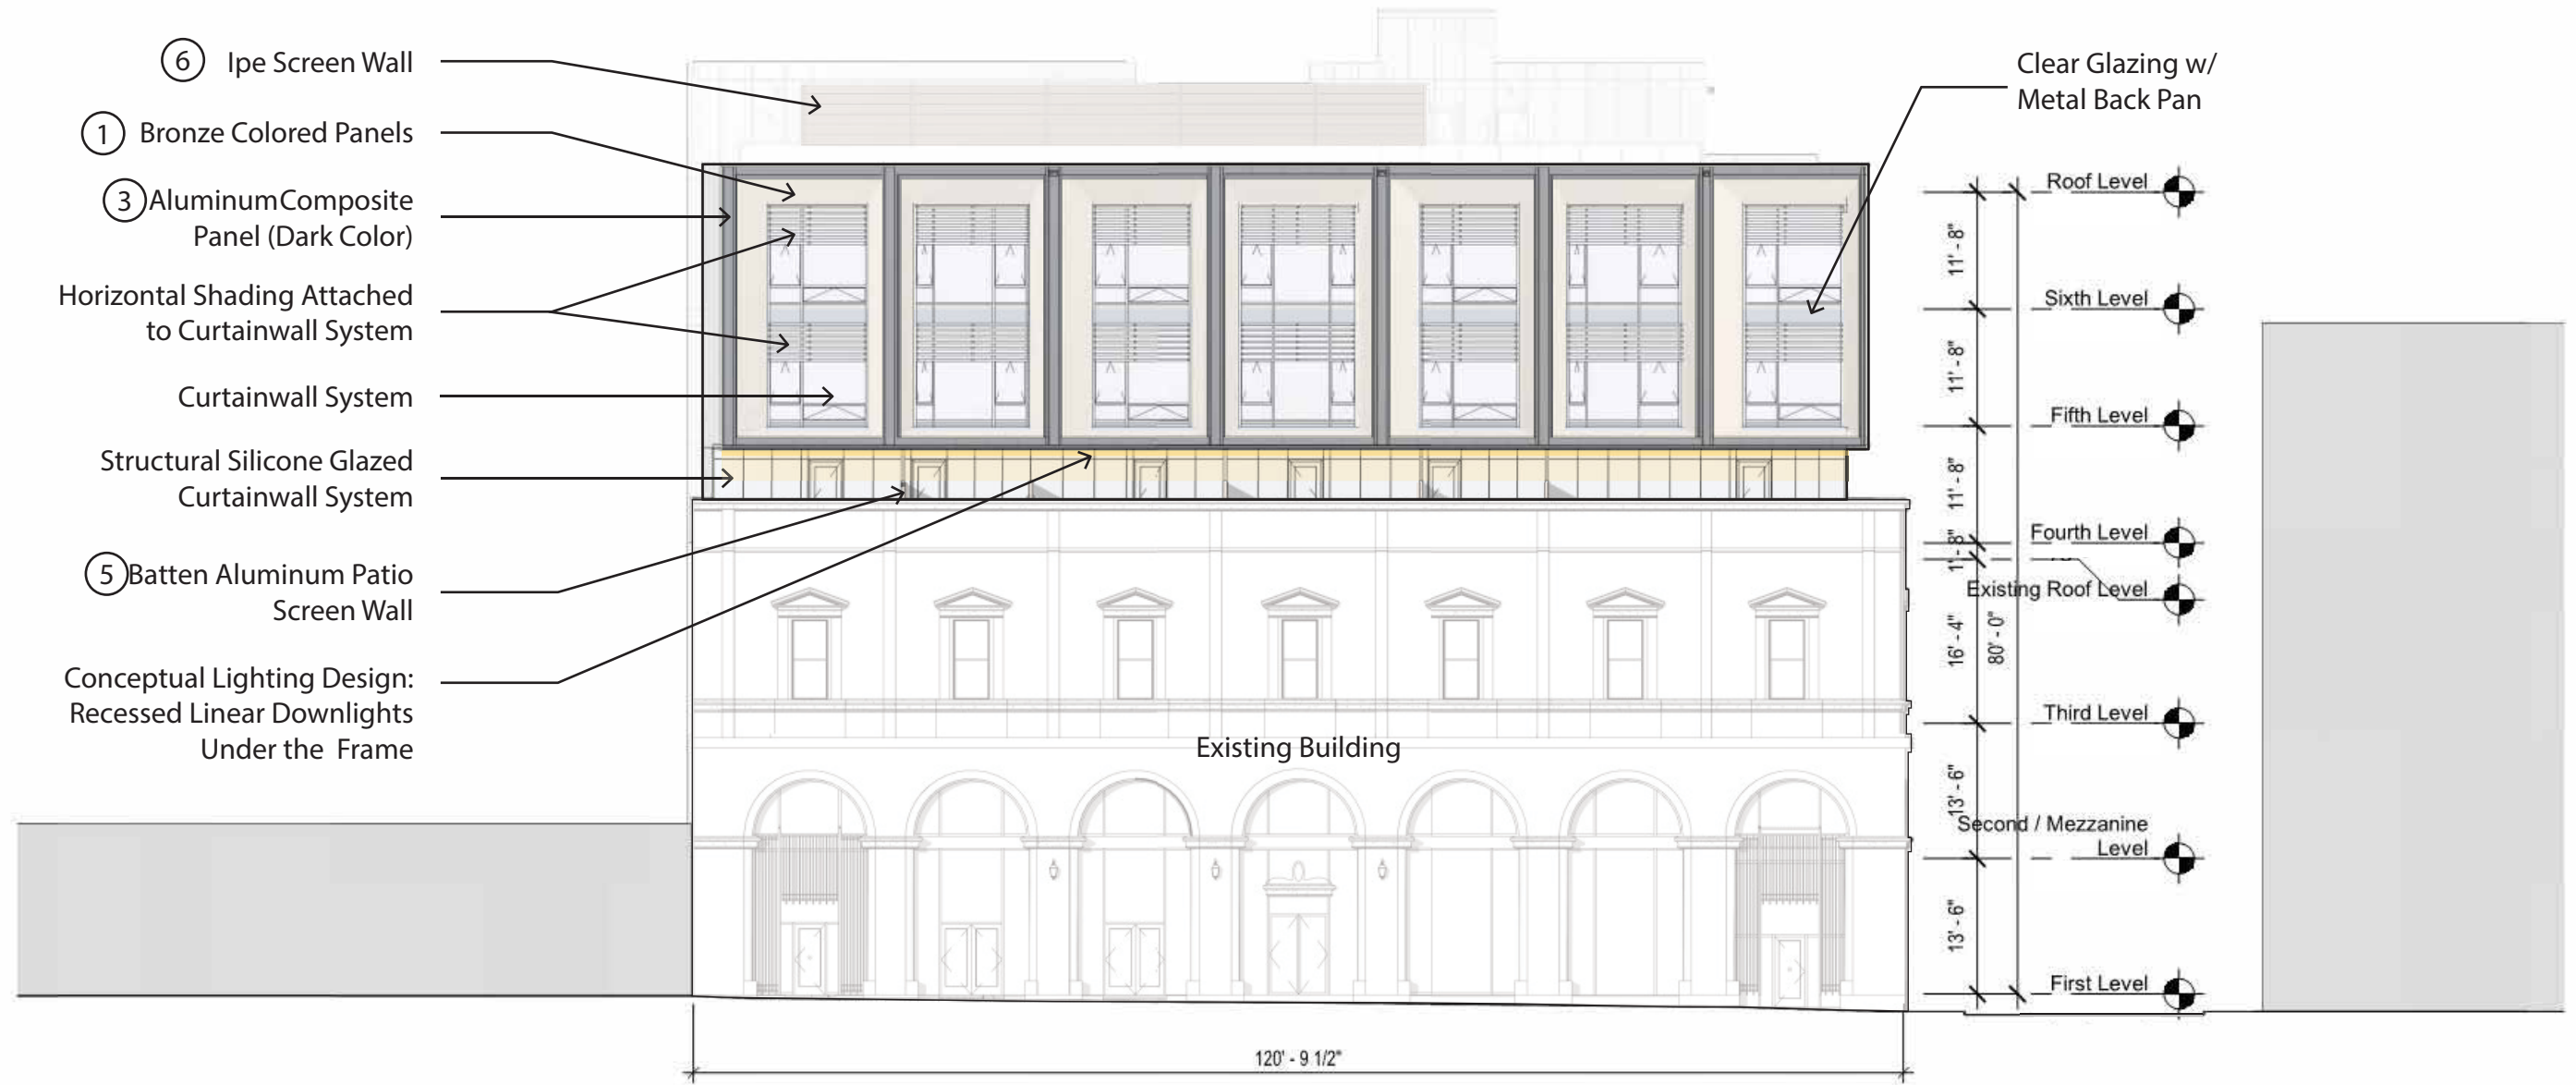 6 Ipe Screen Wall
1 Bronze Colored Panels
3 Aluminum Composite
Panel (Dark Color)
Horizontal Shading Attached
to Curtainwall System
Curtainwall System
Structural Silicone Glazed
Curtainwall System
5 Batten Aluminum Patio
Screen Wall
Conceptual Lighting Design:
Recessed Linear Downlights
Under the Frame
Existing Building
120' - 9 1/2"
Clear Glazing w/
Metal Back Pan
Roof Level
11' - 8"
Sixth Level
11' - 8"
Fifth Level
11' - 8"
Fourth Level
1' - 8"
Existing Roof Level
16' - 4"
80' - 0"
Third Level
13' - 6"
Second / Mezzanine
Level
13' - 6"
First Level